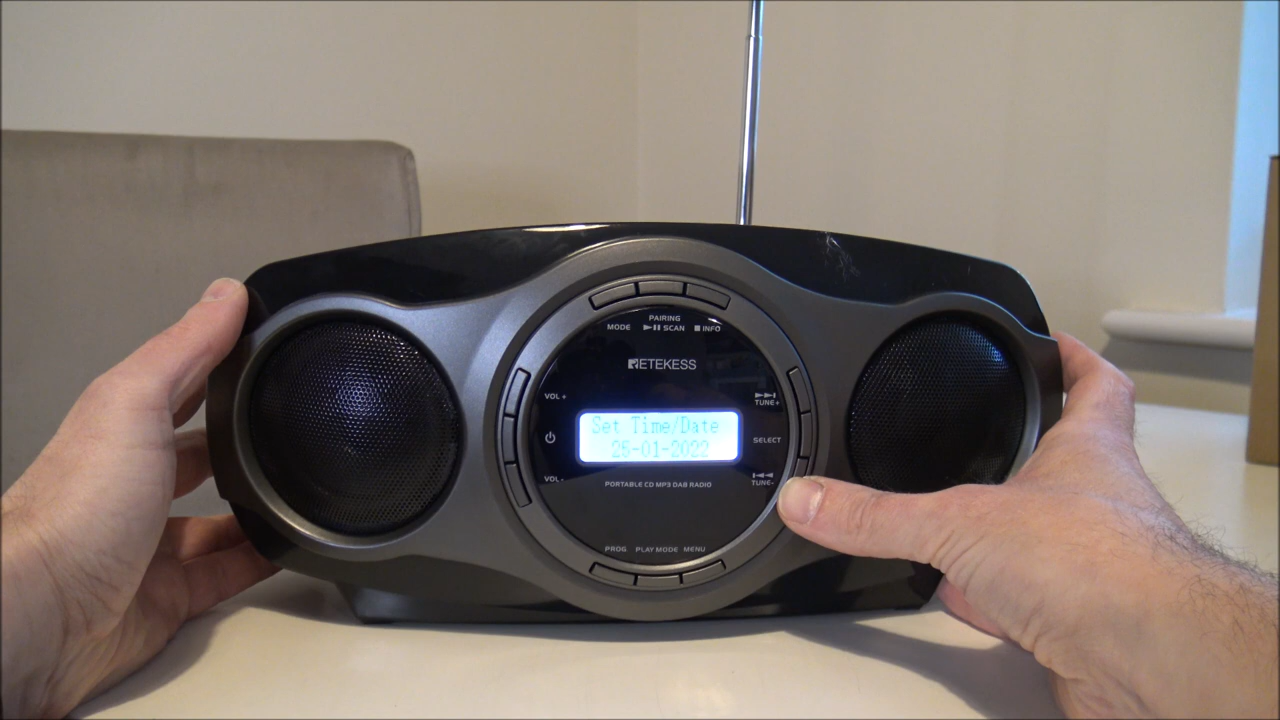 PAIRING
MODE ►II SCAN ■ INFO
RETEKESS
VOL +
►►I
TUNE+
Set Time/Date
25-01-2022
SELECT
VOL-
I◄◄
TUNE-
PORTABLE CD MP3 DAB RADIO
PROG PLAY MODE MENU